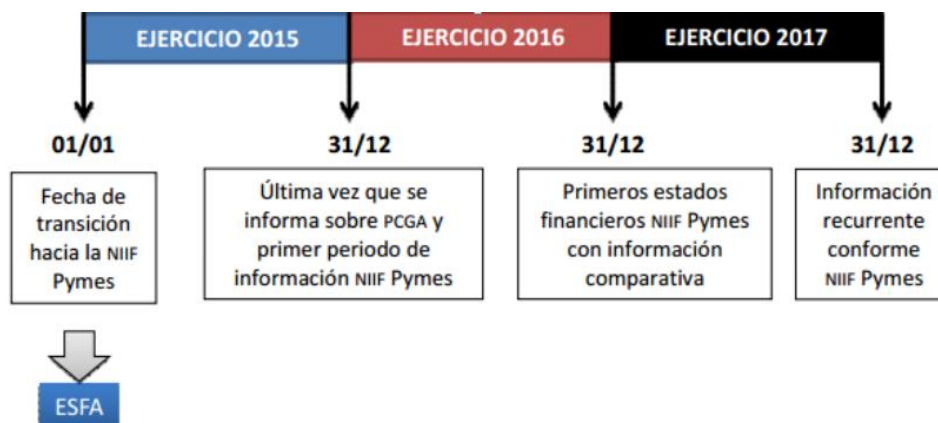 EJERCICIO 2015
EJERCICIO 2016
EJERCICIO 2017
01/01
31/12
31/12
31/12
Fecha de
transición
hacia la NIIF
Pymes
Última vez que se
informa sobre PCGA y
primer periodo de
información NIIF Pymes
Primeros estados
financieros NIIF Pymes
con información
comparativa
Información
recurrente
conforme
NIIF Pymes
ESFA